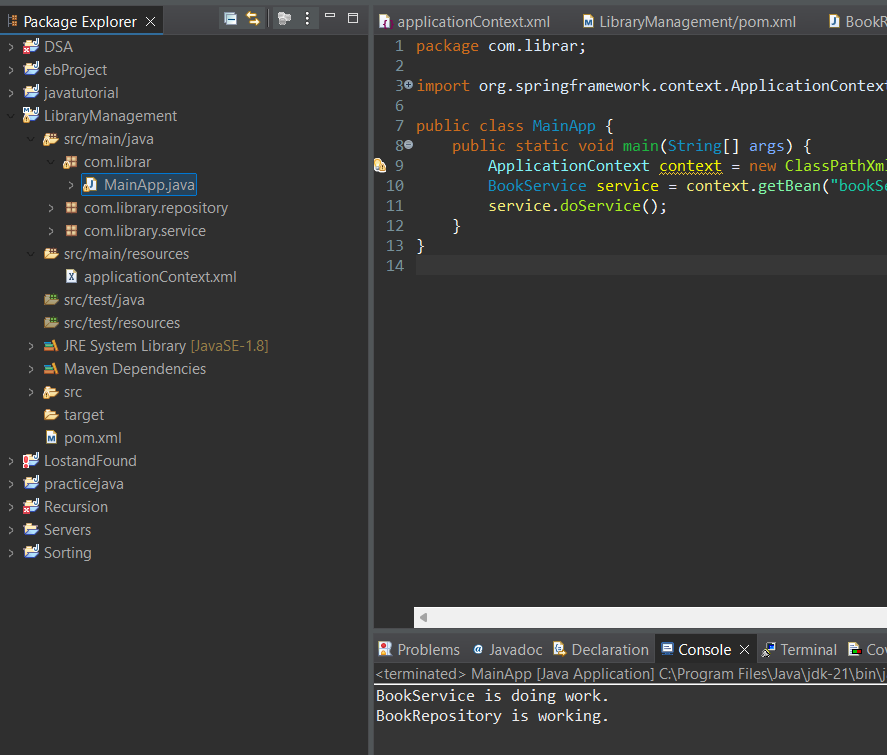 Package Explorer
DSA
ebProject
javatutorial
LibraryManagement
src/main/java
com.librar
MainApp.java
com.library.repository
com.library.service
src/main/resources
applicationContext.xml
src/test/java
src/test/resources
JRE System Library [JavaSE-1.8]
Maven Dependencies
src
target
pom.xml
LostandFound
practicejava
Recursion
Servers
Sorting
applicationContext.xml LibraryManagement/pom.xml BookR
1 package com.librar;
2
3 import org.springframework.context.ApplicationContext
6
7 public class MainApp {
8 public static void main(String[] args) {
9 ApplicationContext context = new ClassPathXml
10 BookService service = context.getBean("bookSe
11 service.doService();
12 }
13 }
14
Problems Javadoc Declaration Console Terminal Cov
<terminated> MainApp [Java Application] C:\Program Files\Java\jdk-21\bin\j
BookService is doing work.
BookRepository is working.